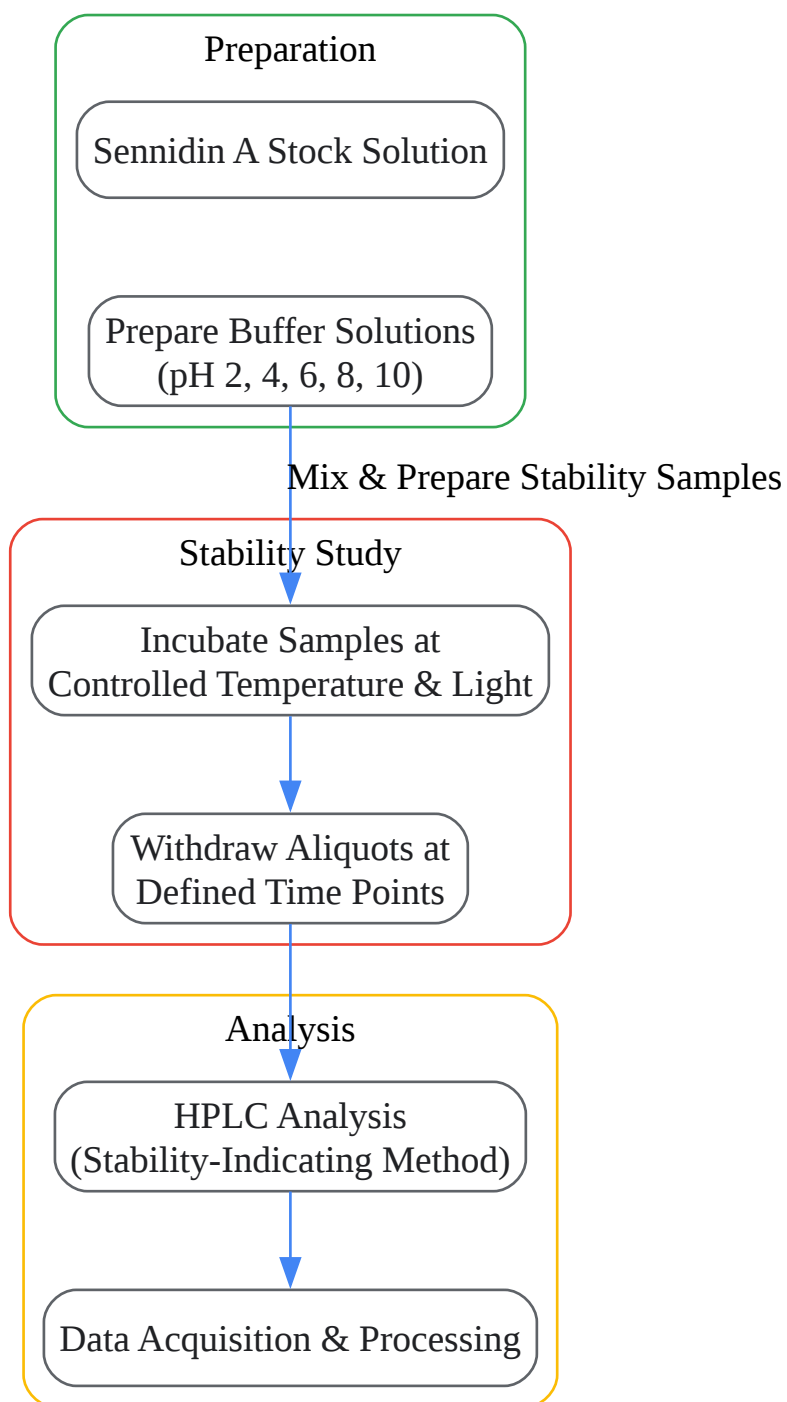 Preparation
Sennidin A Stock Solution
Prepare Buffer Solutions
(pH 2, 4, 6, 8, 10)
Mix & Prepare Stability Samples
Stability Study
Incubate Samples at
Controlled Temperature & Light
Withdraw Aliquots at
Defined Time Points
Analysis
HPLC Analysis
(Stability-Indicating Method)
Data Acquisition & Processing